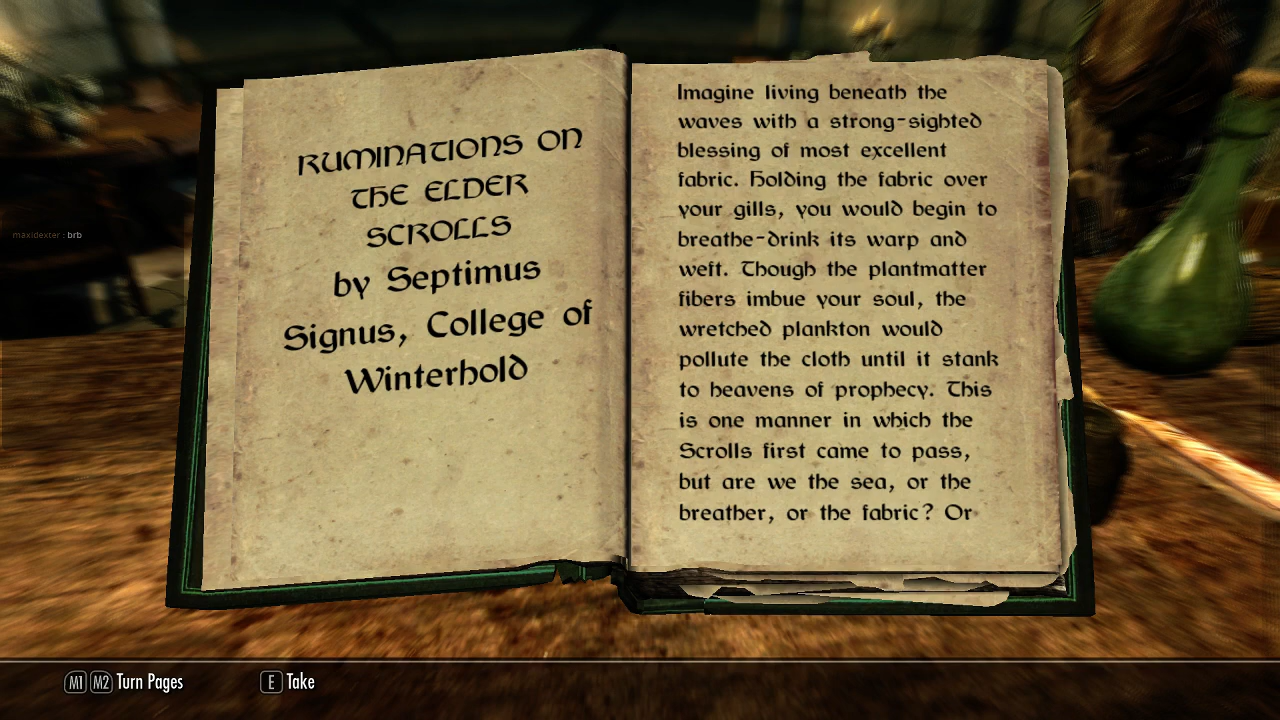 RUMINATIONS ON
THE ELDER
SCROLLS
by Septimus
Signus, College of
Winterhold
Imagine living beneath the
waves with a strong-sighted
blessing of most excellent
fabric. Holding the fabric over
your gills, you would begin to
breathe-drink its warp and
weft. Though the plantmatter
fibers imbue your soul, the
wretched plankton would
pollute the cloth until it stank
to heavens of prophecy. This
is one manner in which the
Scrolls first came to pass,
but are we the sea, or the
breather, or the fabric? Or
maxidexter : brb
M1 M2 Turn Pages
E Take